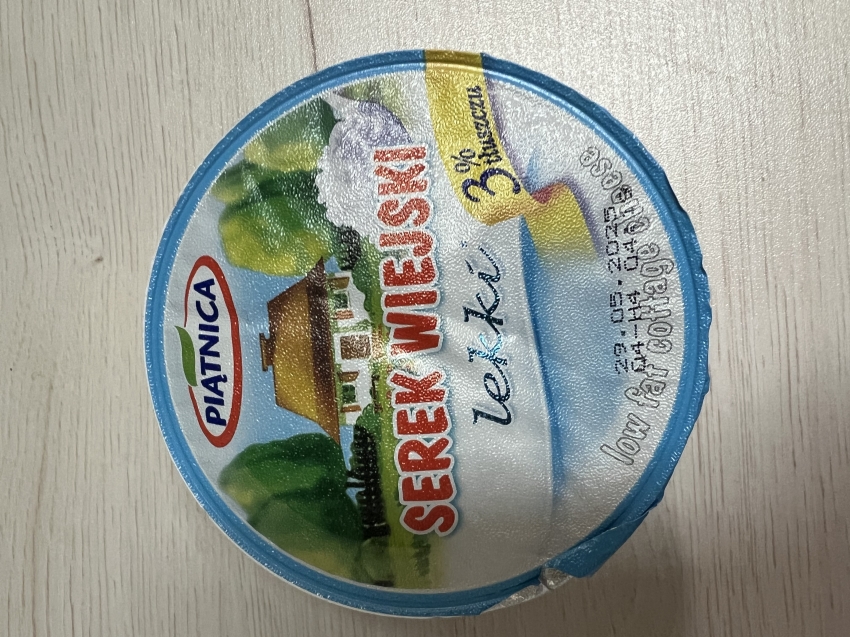 PIĄTNICA
SEREK WIEJSKI
lekki
3% tłuszczu
29.05.2025
04-H4 04
low fat cottage cheese